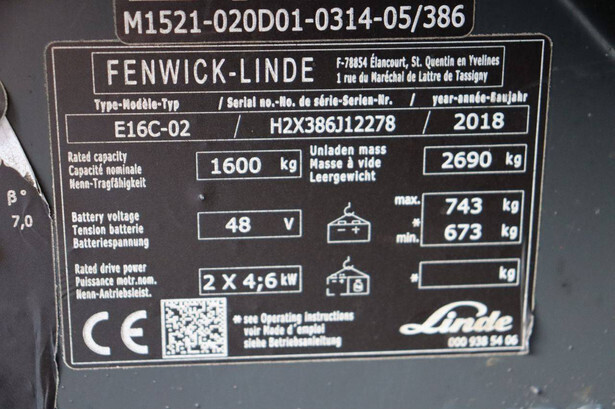 M1521-020D01-0314-05/386
FENWICK-LINDE
F-78854 Élancourt, St. Quentin en Yvelines
1 rue du Maréchal de Lattre de Tassigny
Type-Modèle-Typ / Serial no.-No. de série-Serien-Nr. / year-année-Baujahr
E16C-02 / H2X386J12278 / 2018
Rated capacity
Capacité nominale
Nenn-Tragfähigkeit
1600 kg
Unladen mass
Masse à vide
Leergewicht
2690 kg
β°
7,0
Battery voltage
Tension batterie
Batteriespannung
48 V
- +
max. 743 kg
*
min. 673 kg
Rated drive power
Puissance motr.nom.
Nenn-Antriebsleist.
2 X 4,6 kW
* kg
CE
* see Operating instructions
voir Mode d'emploi
siehe Betriebsanleitung
Linde
000 938 54 06